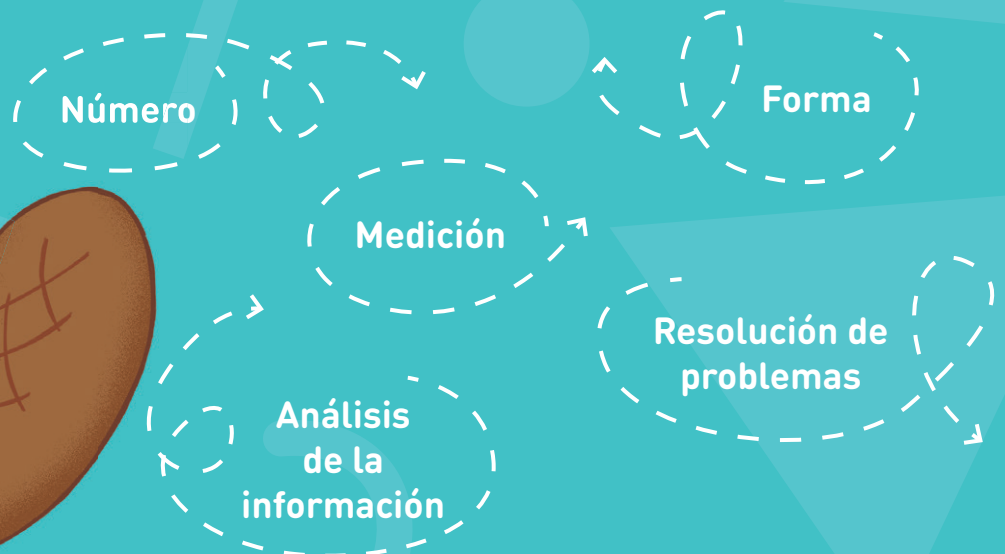 Número
Forma
Medición
Resolución de
problemas
Análisis
de la
información